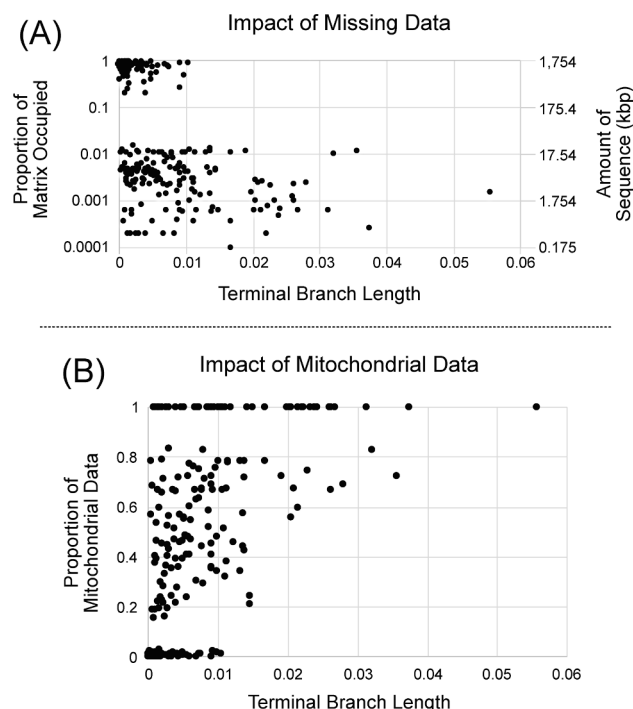 (A)
Impact of Missing Data
Proportion of
Matrix Occupied
1
0.1
0.01
0.001
0.0001
1,754
175.4
17.54
1.754
0.175
Amount of
Sequence (kbp)
0 0.01 0.02 0.03 0.04 0.05 0.06
Terminal Branch Length
(B)
Impact of Mitochondrial Data
Proportion of
Mitochondrial Data
1
0.8
0.6
0.4
0.2
0
0 0.01 0.02 0.03 0.04 0.05 0.06
Terminal Branch Length